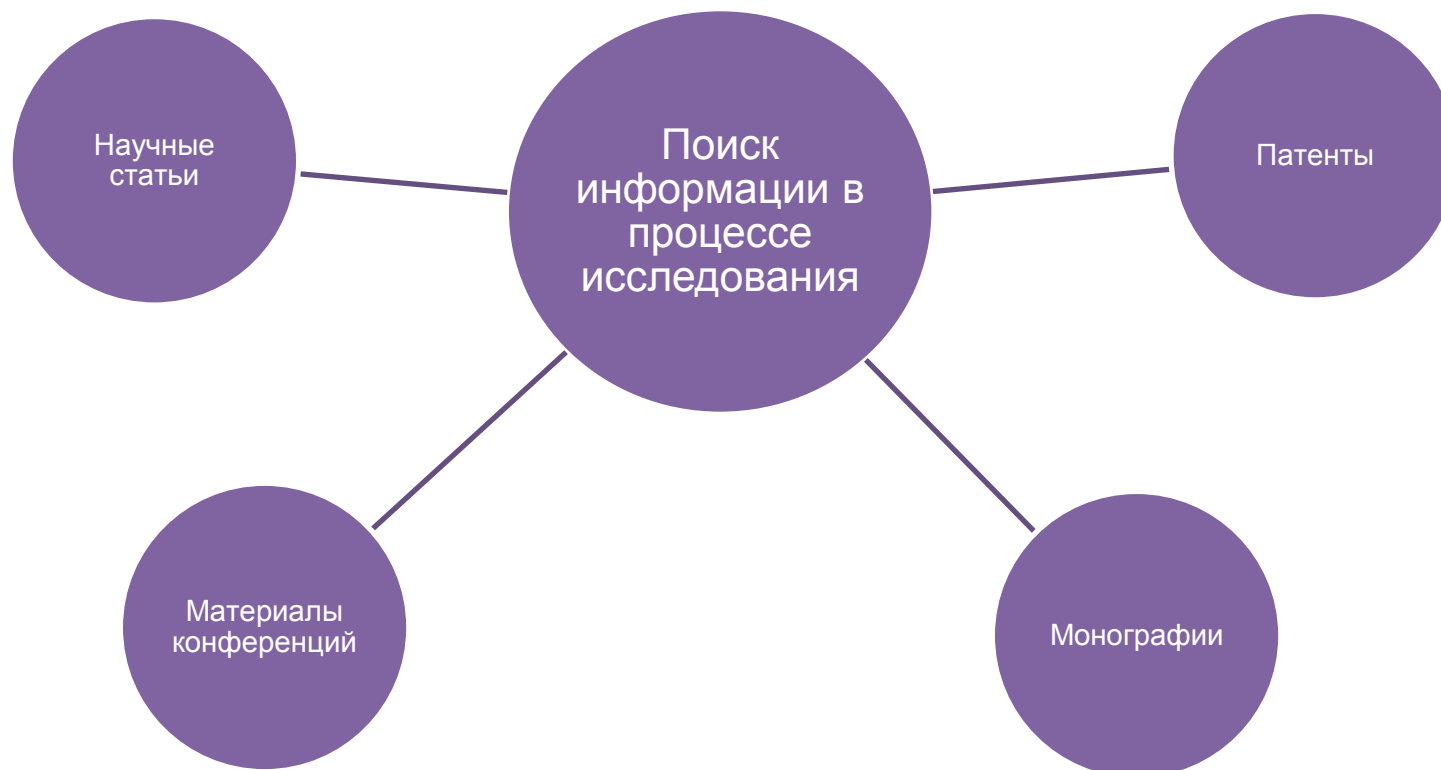 Научные
статьи
Поиск
информации в
процессе
исследования
Патенты
Материалы
конференций
Монографии